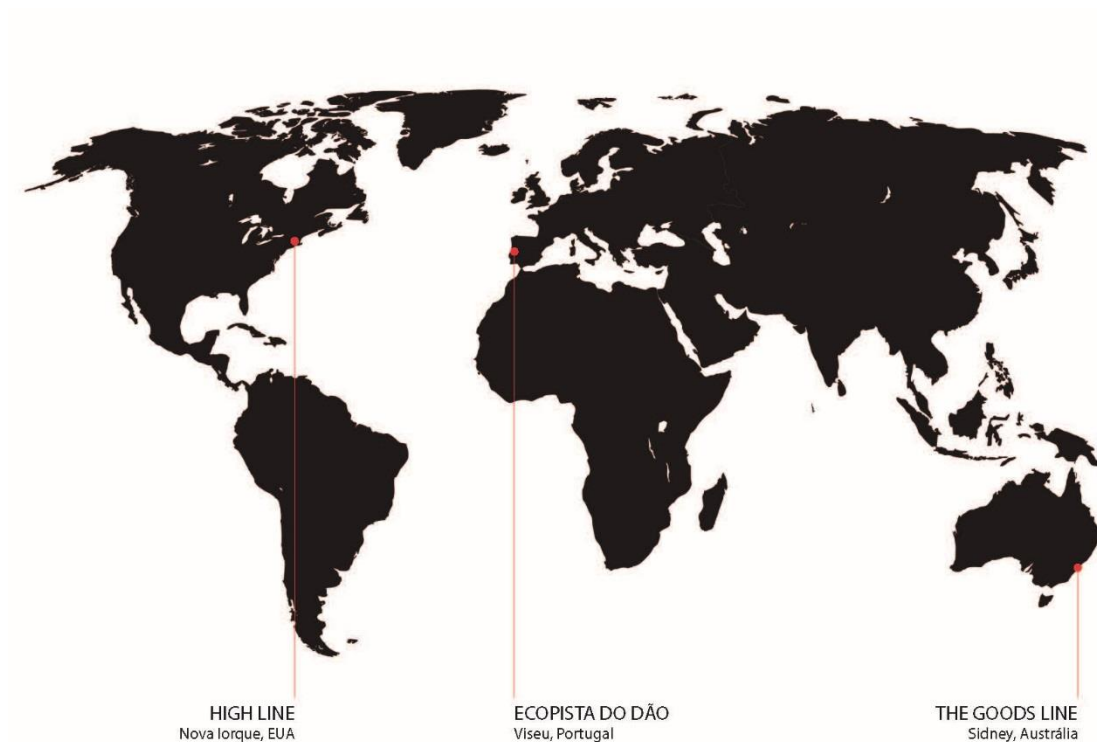 HIGH LINE
Nova Iorque, EUA
ECOPISTA DO DÃO
Viseu, Portugal
THE GOODS LINE
Sidney, Austrália